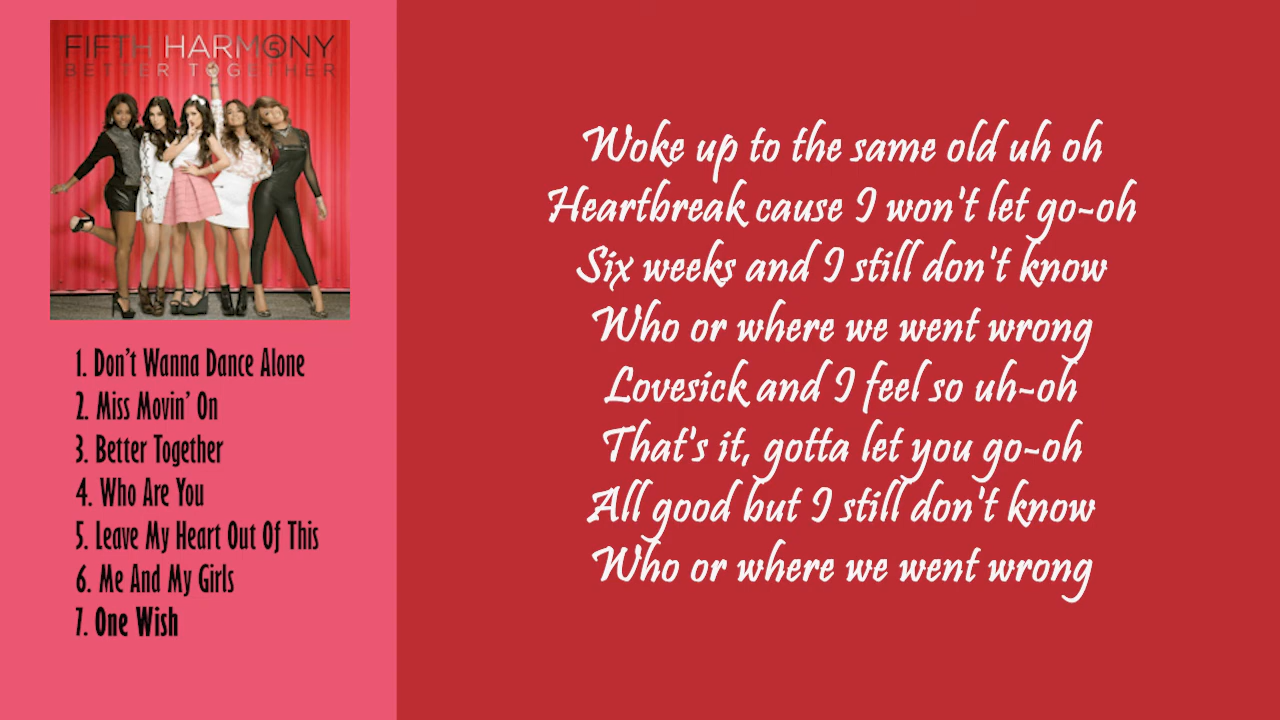 FIFTH HARMONY
BETTER TOGETHER
1. Don't Wanna Dance Alone
2. Miss Movin' On
3. Better Together
4. Who Are You
5. Leave My Heart Out Of This
6. Me And My Girls
7. One Wish
Woke up to the same old uh oh
Heartbreak cause I won't let go-oh
Six weeks and I still don't know
Who or where we went wrong
Lovesick and I feel so uh-oh
That's it, gotta let you go-oh
All good but I still don't know
Who or where we went wrong